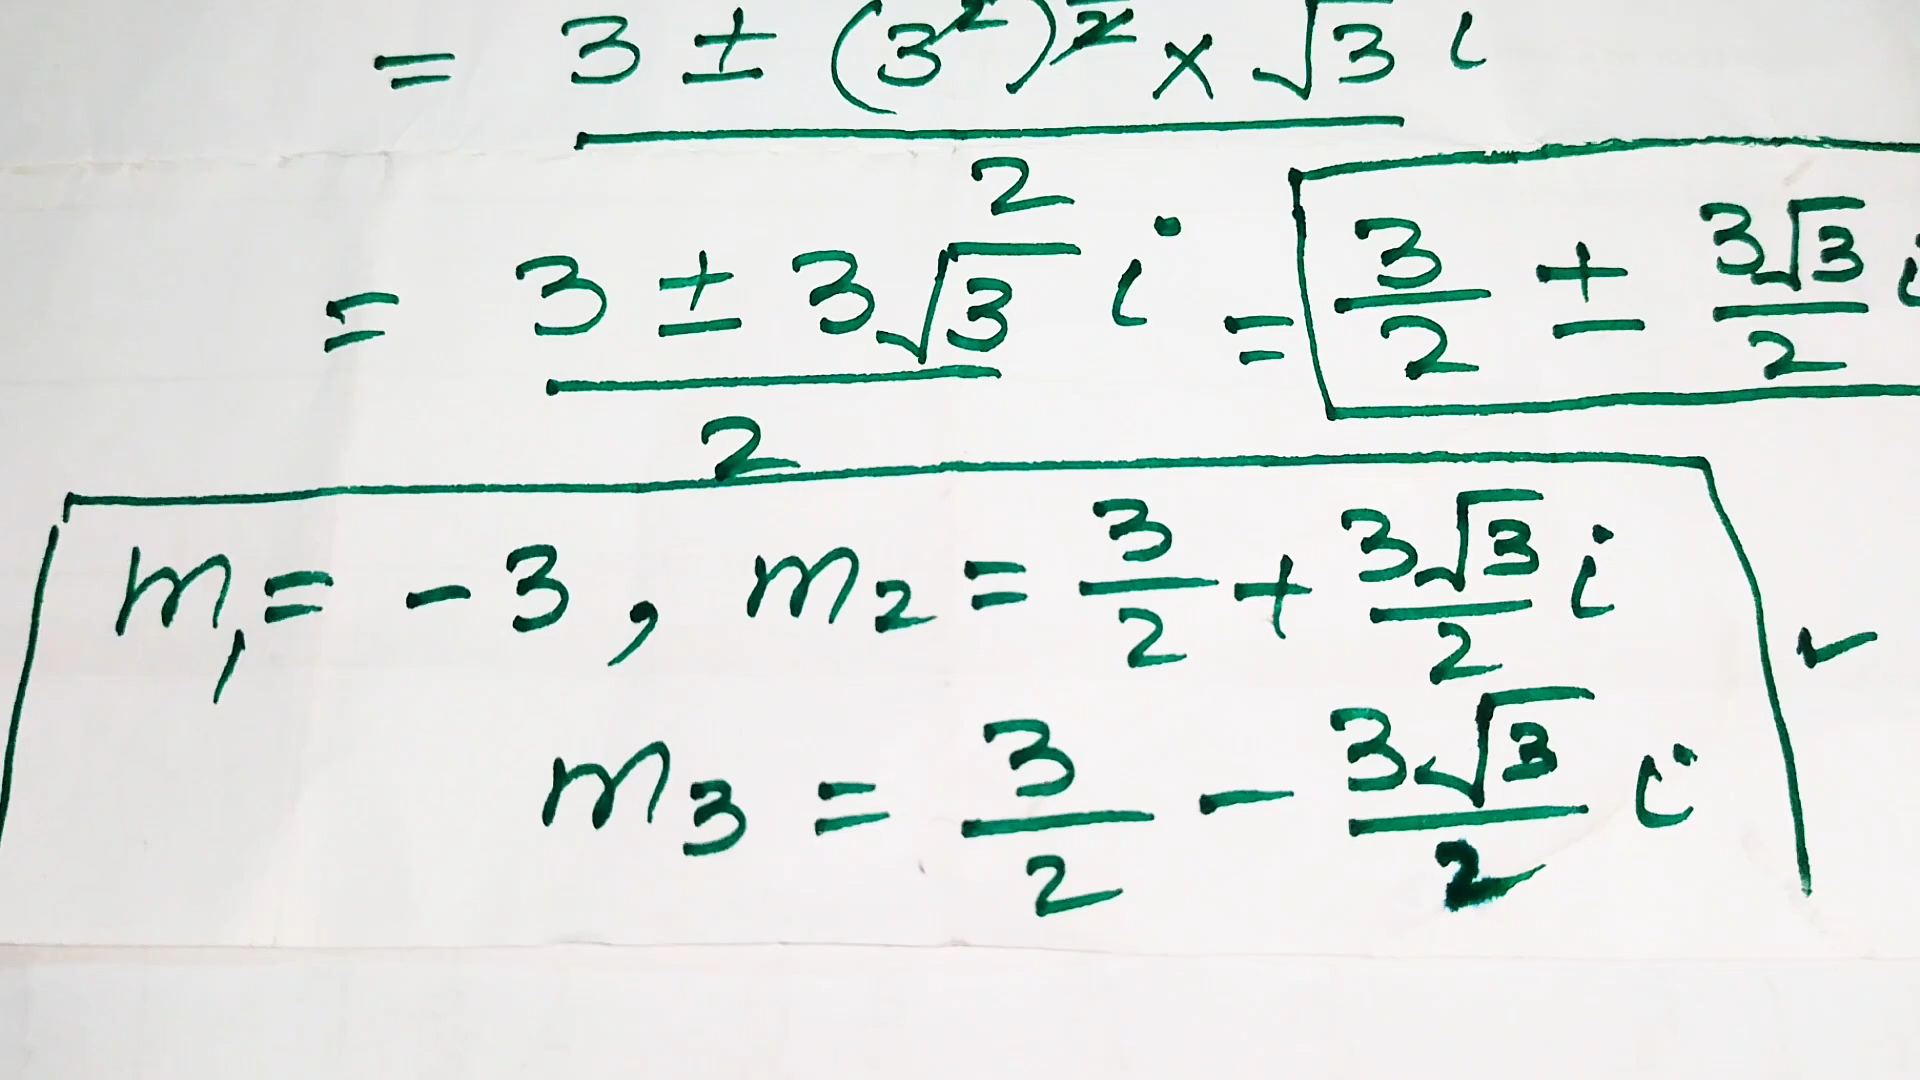 = 3 ± (3²)^½ × √3 i
2
= 3 ± 3√3 i / 2 = 3/2 ± 3√3/2 i
m₁ = -3, m₂ = 3/2 + 3√3/2 i ✓
m₃ = 3/2 - 3√3/2 i